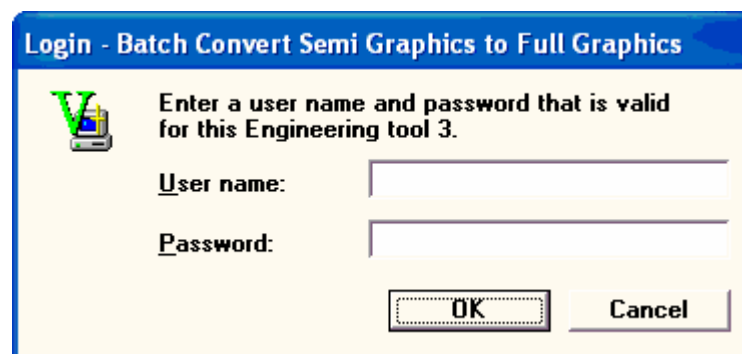 Login - Batch Convert Semi Graphics to Full Graphics
Enter a user name and password that is valid
for this Engineering tool 3.
User name:
Password:
OK Cancel